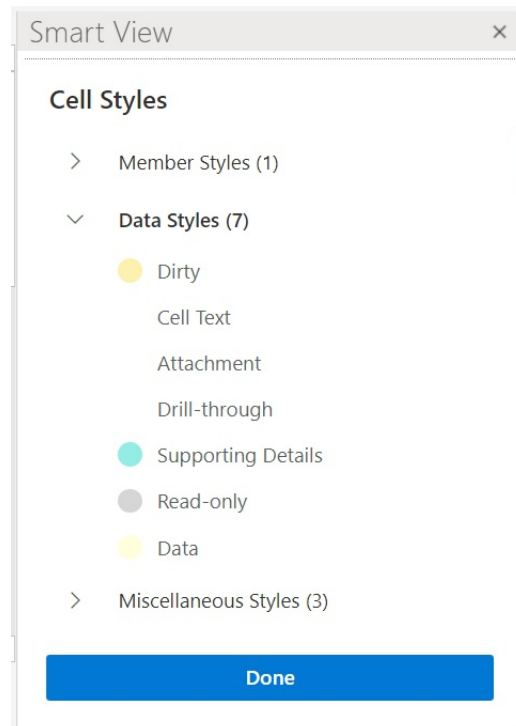 Smart View
Cell Styles
Member Styles (1)
Data Styles (7)
Dirty
Cell Text
Attachment
Drill-through
Supporting Details
Read-only
Data
Miscellaneous Styles (3)
Done